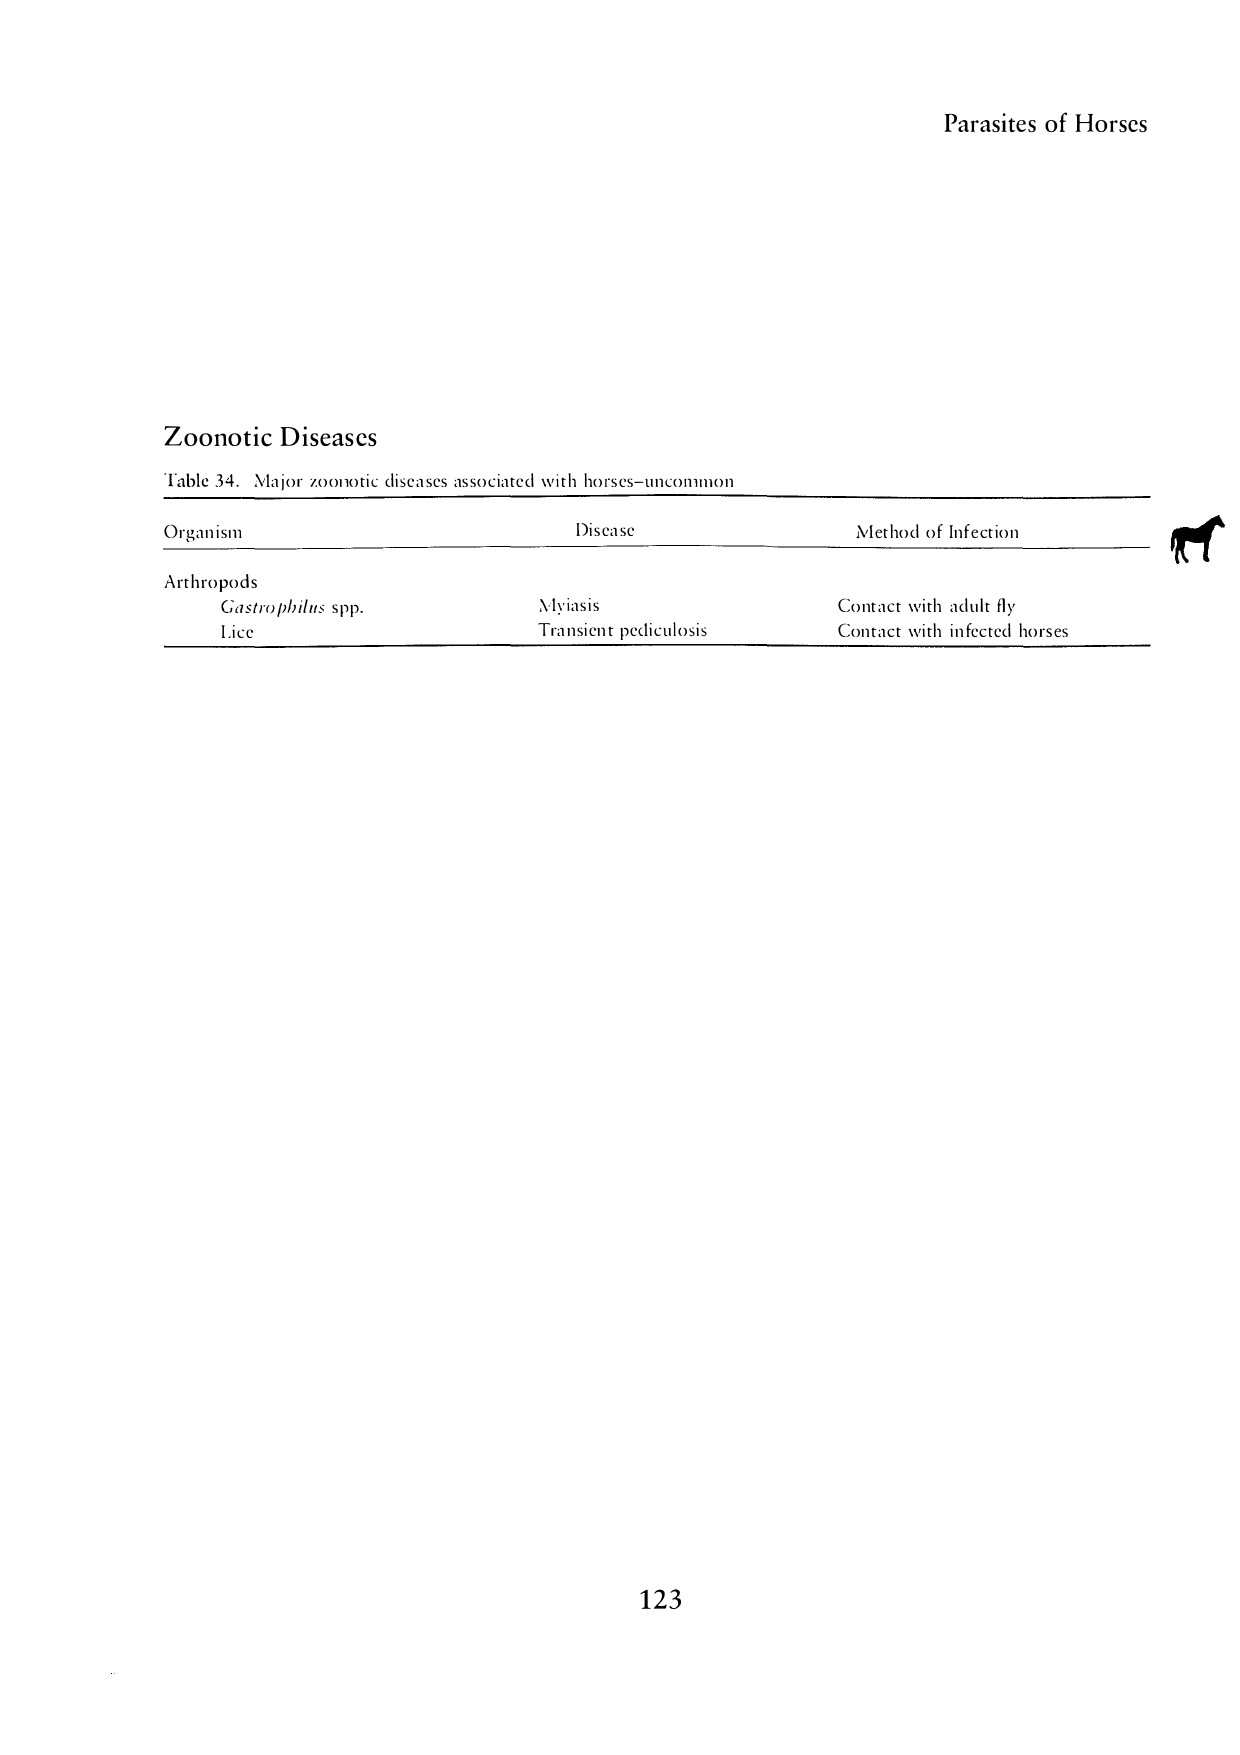 Parasites of Horses
Zoonotic Diseases
Table 34. Major zoonotic diseases associated with horses–uncommon
Organism Disease Method of Infection
Arthropods
Gastrophilus spp. Myiasis Contact with adult fly
Lice Transient pediculosis Contact with infected horses
123